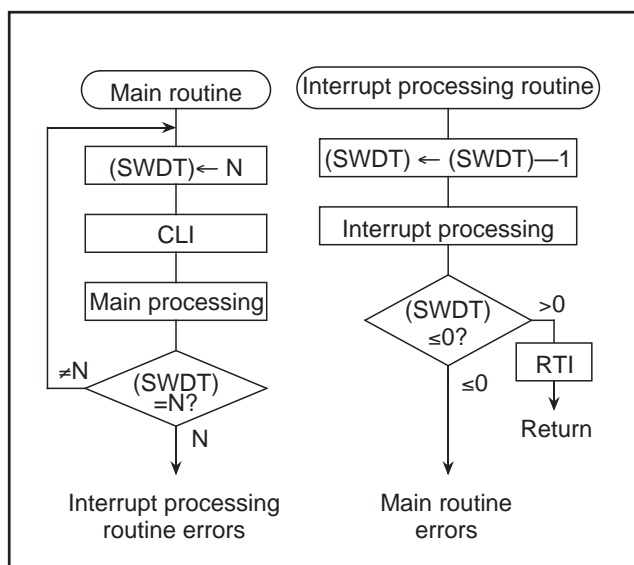 Main routine
(SWDT)← N
CLI
Main processing
≠N
(SWDT)
=N?
N
Interrupt processing
routine errors
Interrupt processing routine
(SWDT) ← (SWDT)—1
Interrupt processing
(SWDT)
≤0?
>0
RTI
Return
≤0
Main routine
errors